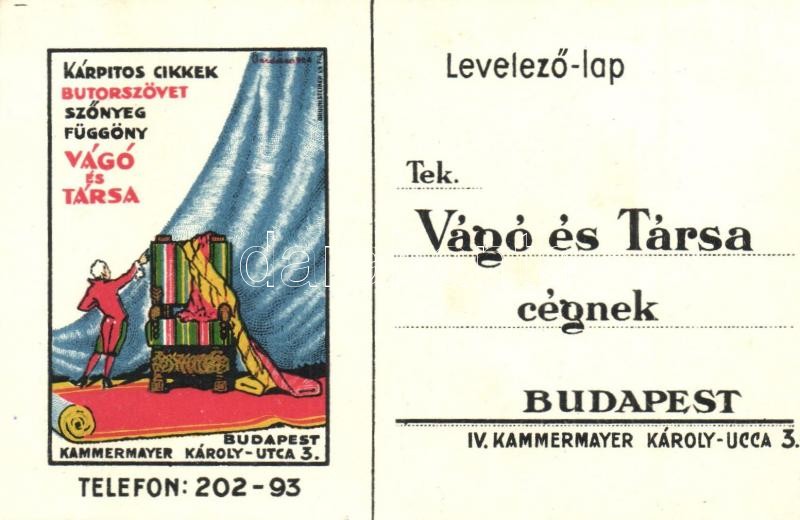 KÁRPITOS CIKKEK
BUTORSZÖVET
SZŐNYEG
FÜGGÖNY
VÁGÓ
ÉS
TÁRSA
BUDAPEST
KAMMERMAYER KÁROLY-UTCA 3.
TELEFON: 202-93
Levelező-lap
Tek.
Vágó és Társa
cégnek
BUDAPEST
IV. KAMMERMAYER KÁROLY-UCCA 3.